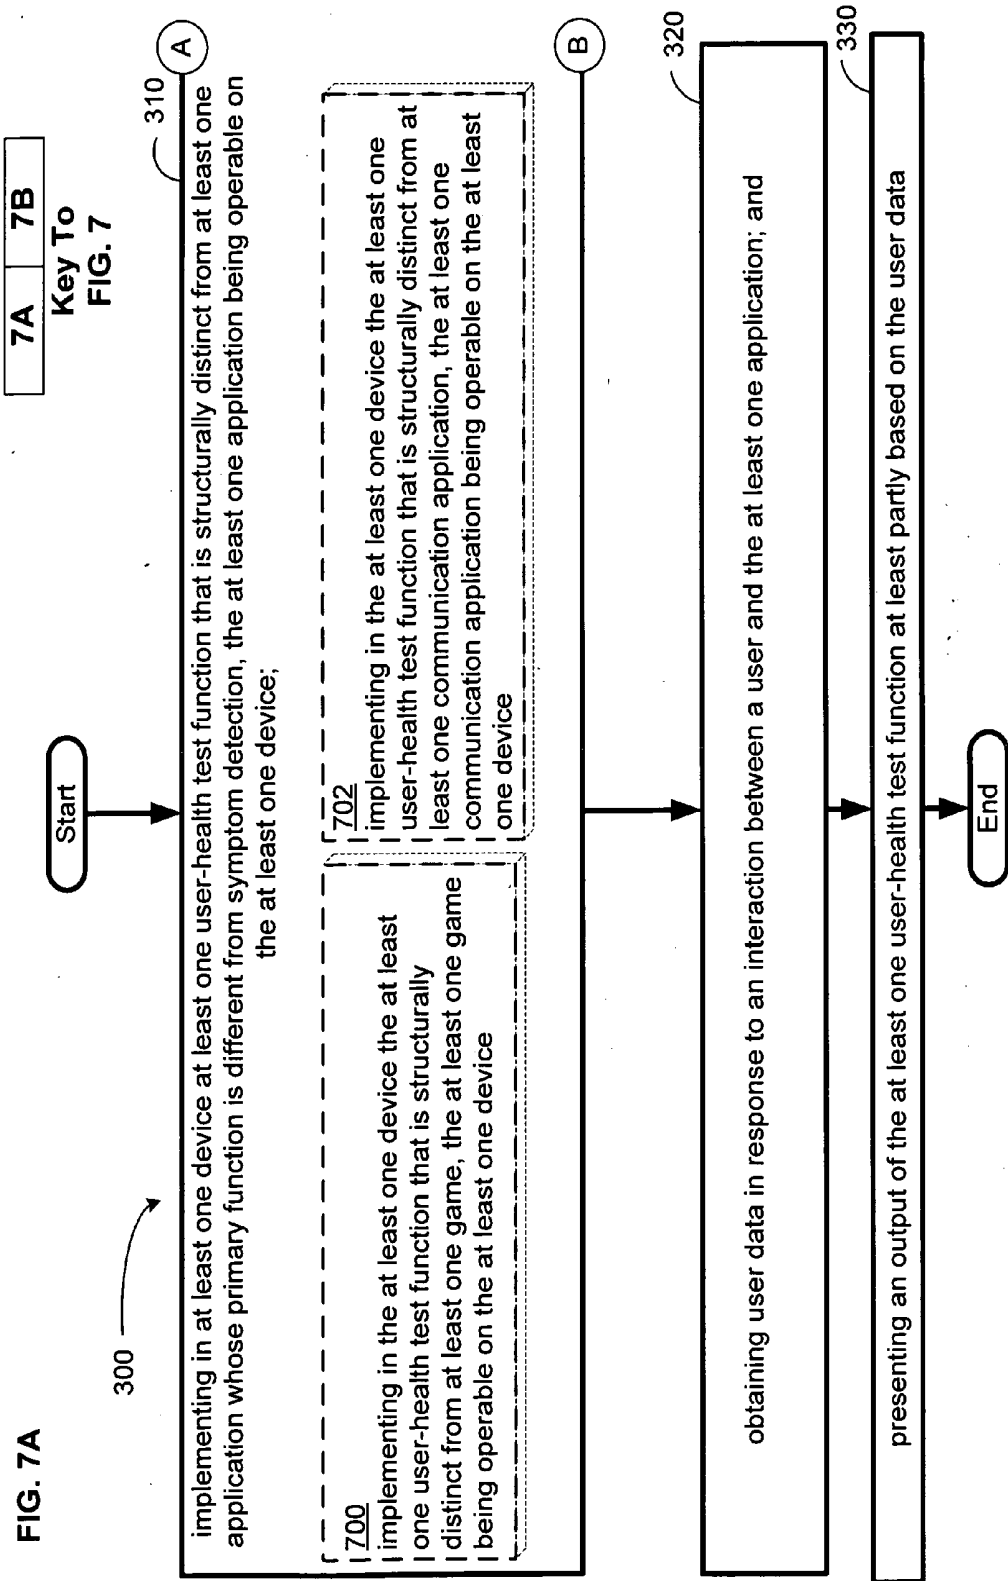 FIG. 7A
7A 7B
Key To
FIG. 7
300
Start
310
implementing in at least one device at least one user-health test function that is structurally distinct from at least one
application whose primary function is different from symptom detection, the at least one application being operable on
the at least one device;
A
700
implementing in the at least one device the at least
one user-health test function that is structurally
distinct from at least one game, the at least one game
being operable on the at least one device
702
implementing in the at least one device the at least one
user-health test function that is structurally distinct from at
least one communication application, the at least one
communication application being operable on the at least
one device
B
320
obtaining user data in response to an interaction between a user and the at least one application; and
330
presenting an output of the at least one user-health test function at least partly based on the user data
End